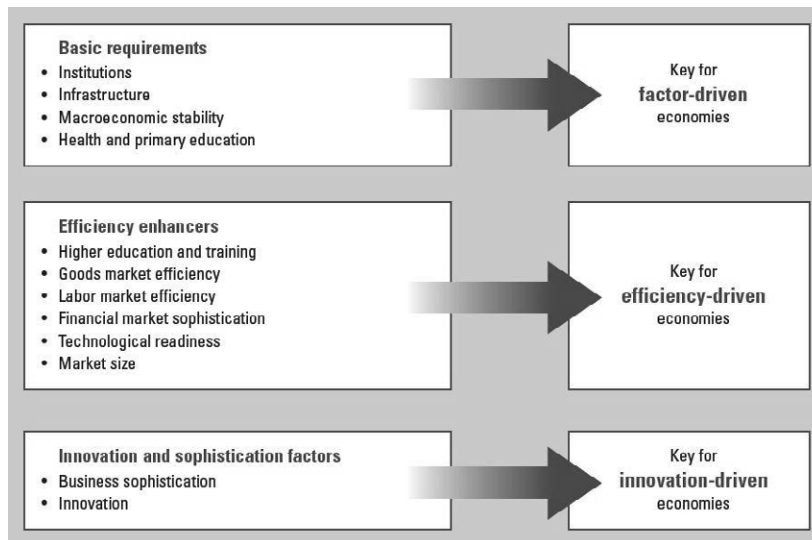 Basic requirements
• Institutions
• Infrastructure
• Macroeconomic stability
• Health and primary education
Key for
factor-driven
economies
Efficiency enhancers
• Higher education and training
• Goods market efficiency
• Labor market efficiency
• Financial market sophistication
• Technological readiness
• Market size
Key for
efficiency-driven
economies
Innovation and sophistication factors
• Business sophistication
• Innovation
Key for
innovation-driven
economies